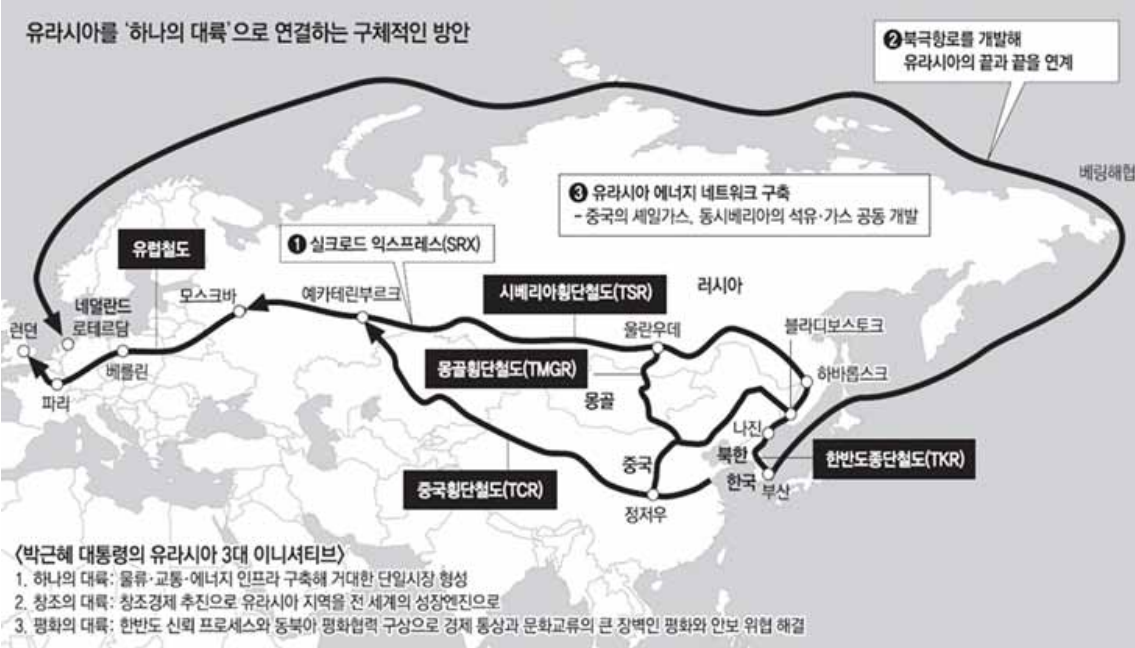 유라시아를 '하나의 대륙'으로 연결하는 구체적인 방안
❷북극항로를 개발해
유라시아의 끝과 끝을 연계
베링해협
❸ 유라시아 에너지 네트워크 구축
- 중국의 셰일가스, 동시베리아의 석유·가스 공동 개발
❶ 실크로드 익스프레스(SRX)
유럽철도
시베리아횡단철도(TSR)
러시아
모스크바
예카테린부르크
네덜란드
로테르담
런던
울란우데
블라디보스토크
베를린
파리
몽골횡단철도(TMGR)
몽골
하바롭스크
나진
북한
한반도종단철도(TKR)
중국
한국
부산
중국횡단철도(TCR)
정저우
〈박근혜 대통령의 유라시아 3대 이니셔티브〉
1. 하나의 대륙: 물류·교통·에너지 인프라 구축해 거대한 단일시장 형성
2. 창조의 대륙: 창조경제 추진으로 유라시아 지역을 전 세계의 성장엔진으로
3. 평화의 대륙: 한반도 신뢰 프로세스와 동북아 평화협력 구상으로 경제 통상과 문화교류의 큰 장벽인 평화와 안보 위협 해결